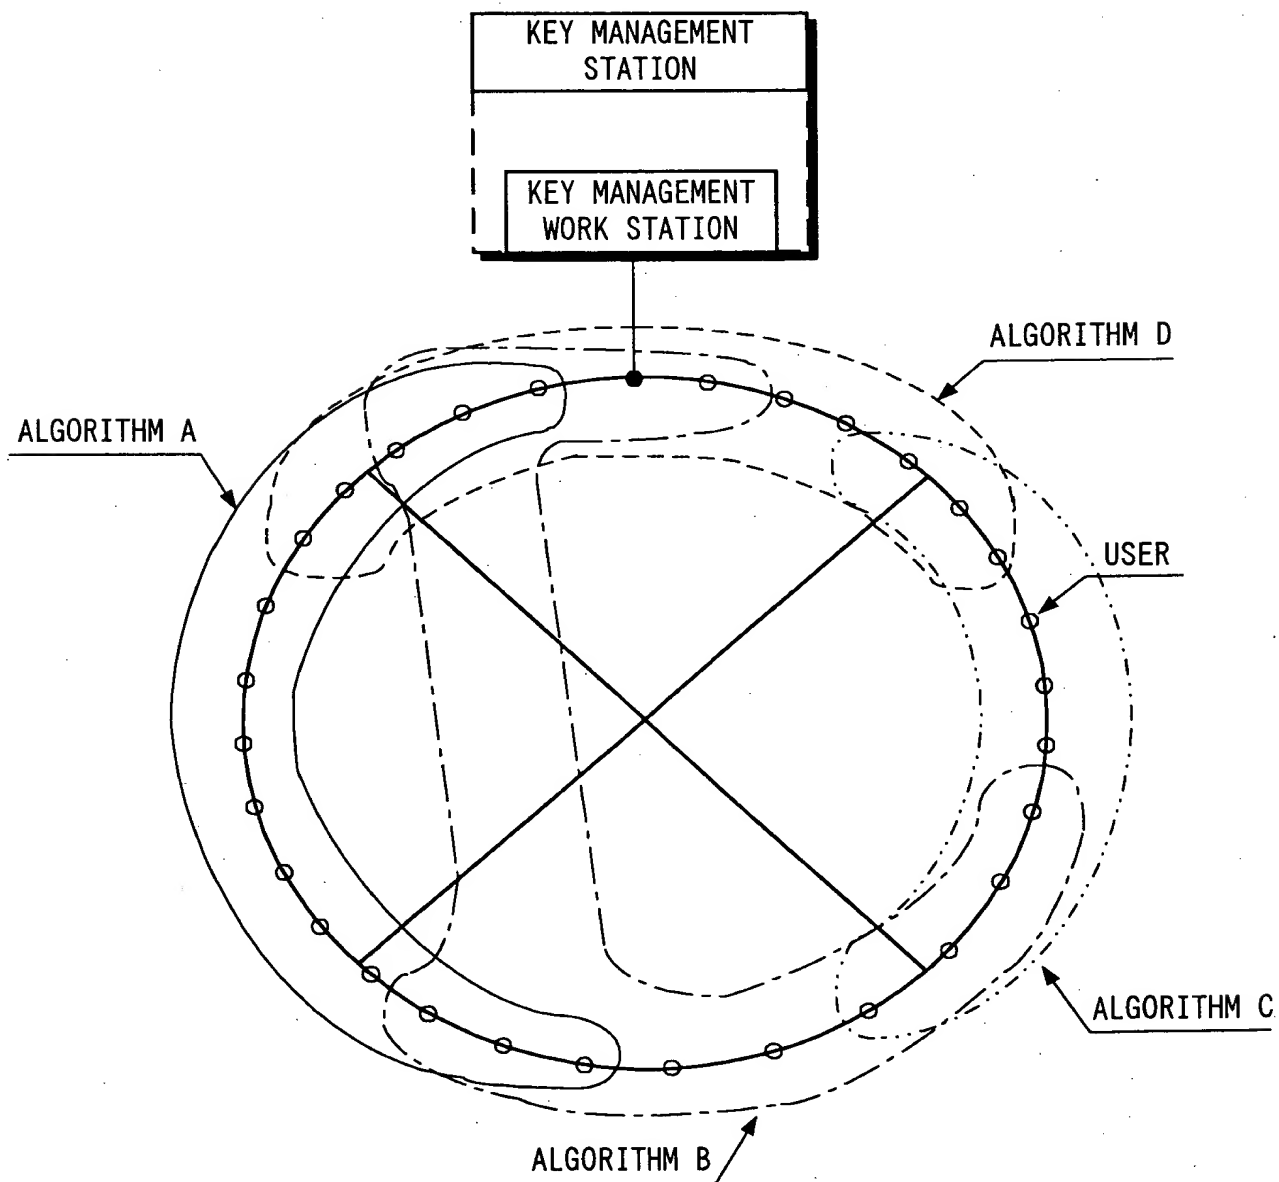 KEY MANAGEMENT
STATION
KEY MANAGEMENT
WORK STATION
ALGORITHM D
ALGORITHM A
USER
ALGORITHM C
ALGORITHM B